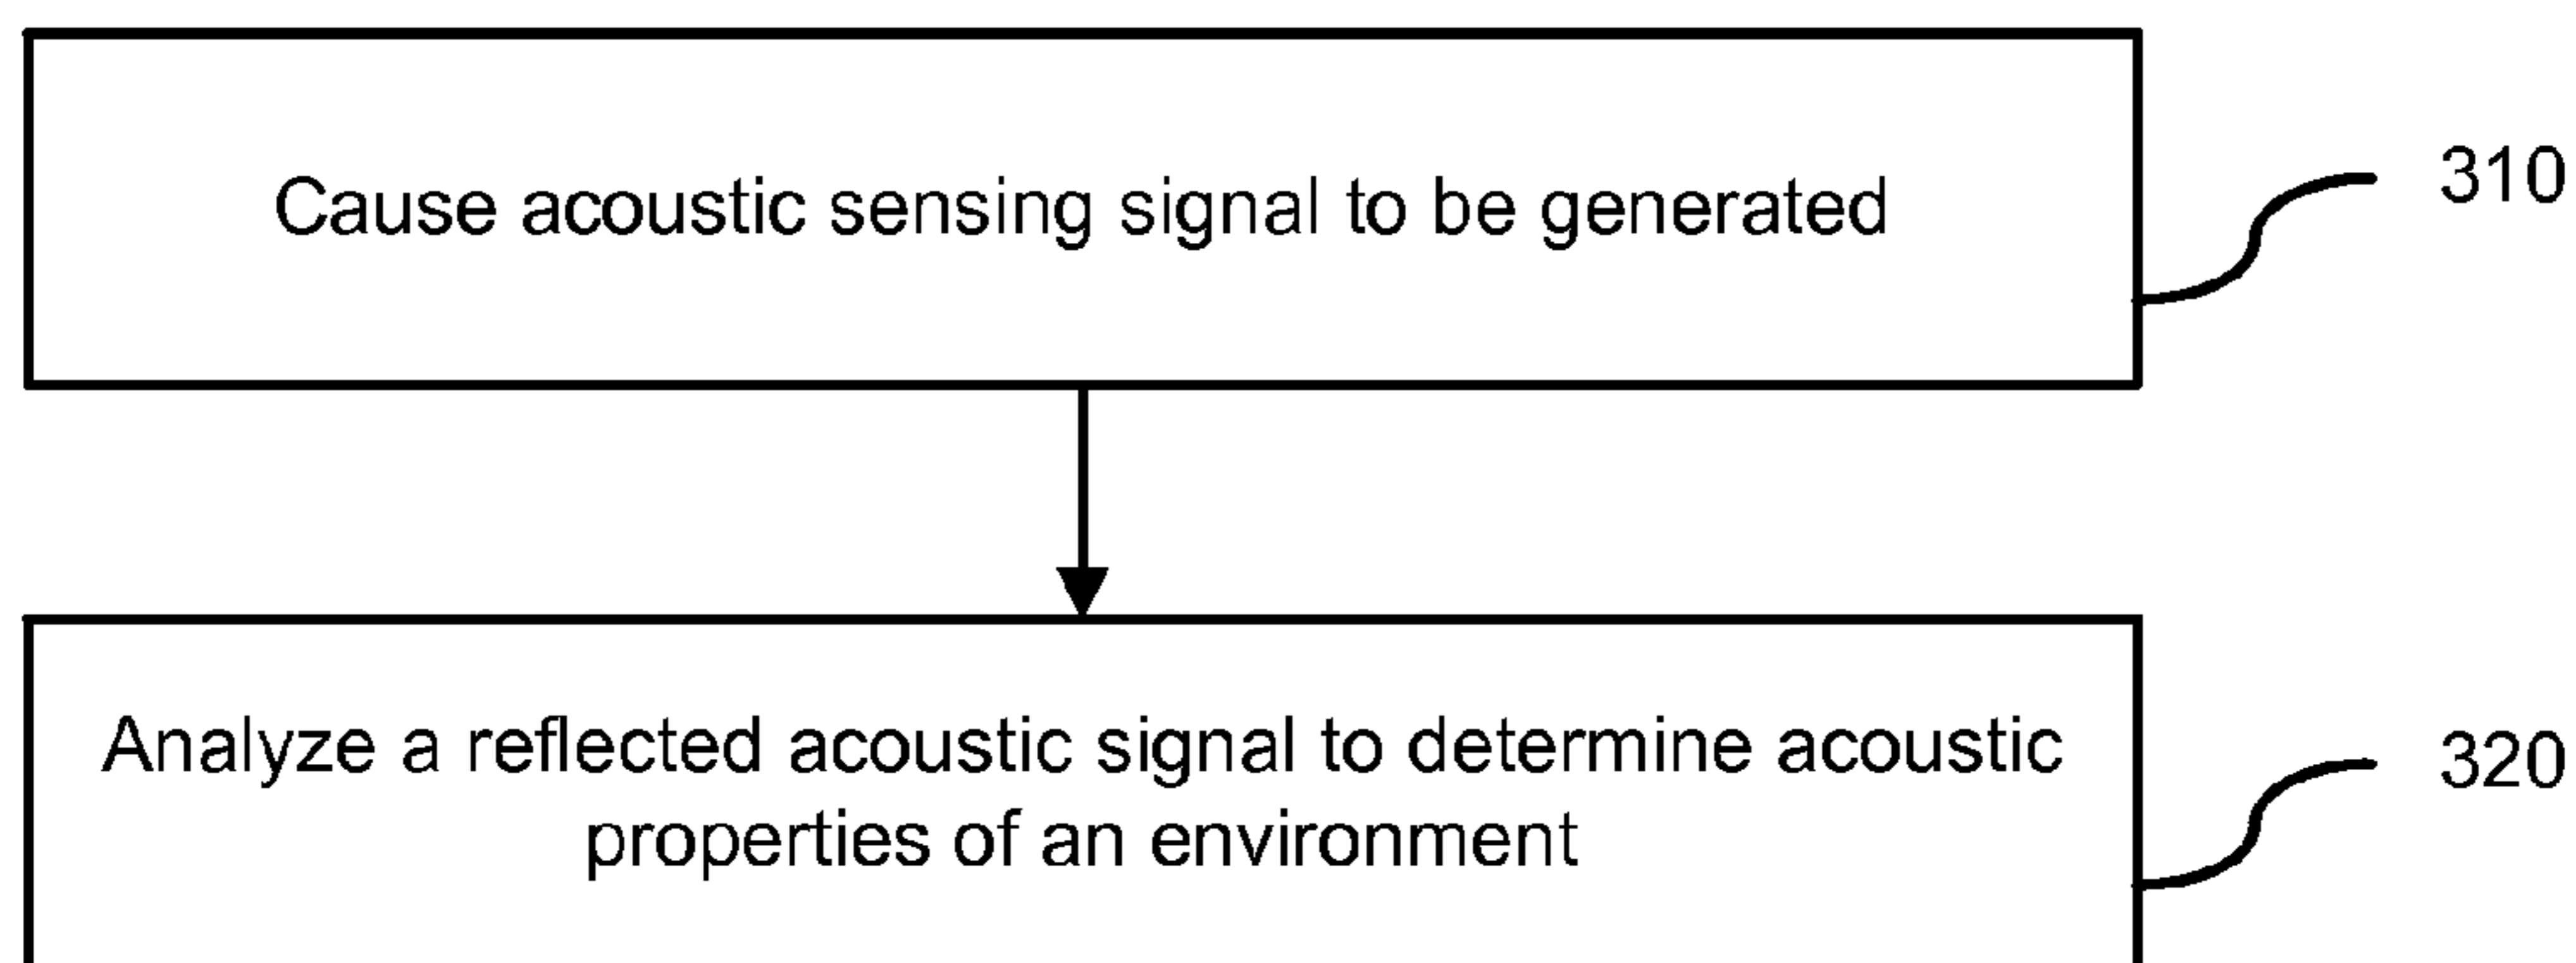 Cause acoustic sensing signal to be generated
310
Analyze a reflected acoustic signal to determine acoustic
properties of an environment
320